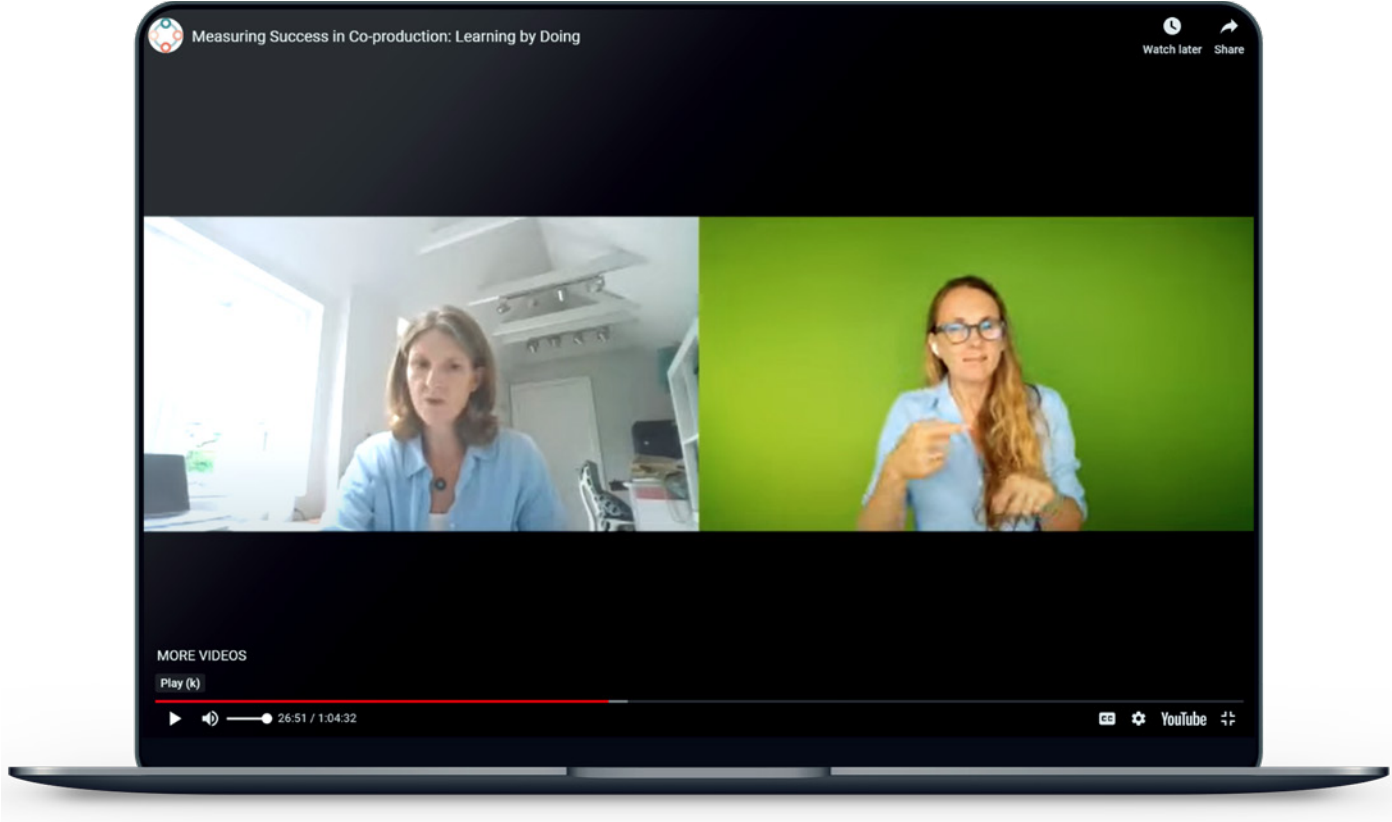 Measuring Success in Co-production: Learning by Doing
Watch later
Share
MORE VIDEOS
Play (k)
26:51 / 1:04:32
CC
YouTube